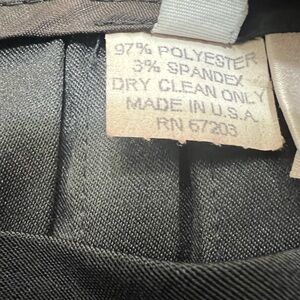 97% POLYESTER
3% SPANDEX
DRY CLEAN ONLY
MADE IN U.S.A
RN 67203